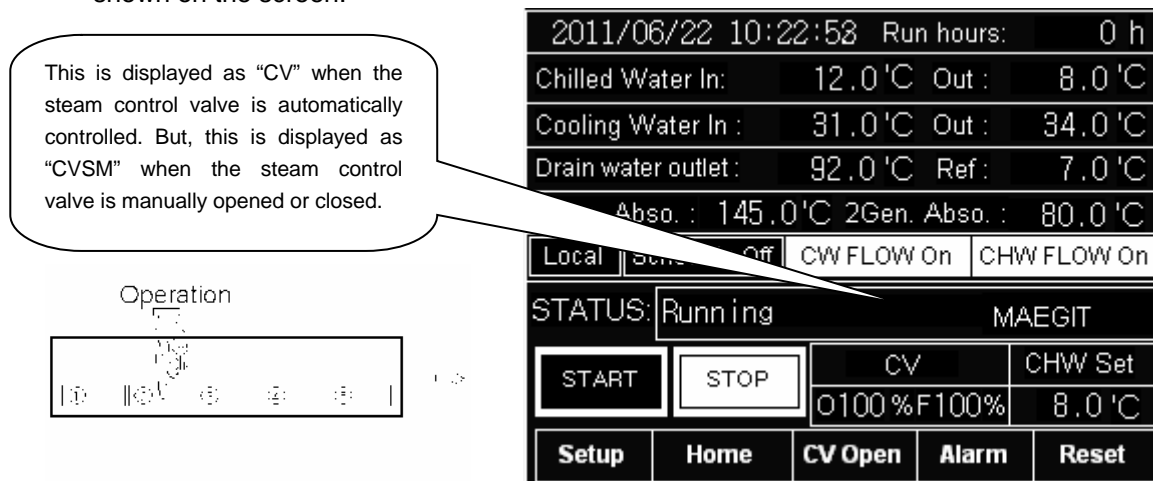 shown on the screen.
This is displayed as “CV” when the
steam control valve is automatically
controlled. But, this is displayed as
“CVSM” when the steam control
valve is manually opened or closed.
Operation
2011/06/22 10:22:53 Run hours: 0 h
Chilled Water In: 12.0 'C Out : 8.0 'C
Cooling Water In : 31.0 'C Out : 34.0 'C
Drain water outlet : 92.0 'C Ref : 7.0 'C
Abso. : 145.0 'C 2Gen. Abso. : 80.0 'C
Local Off CW FLOW On CHW FLOW On
STATUS: Running MAEGIT
START STOP CV CHW Set
O100 % F100% 8.0 'C
Setup Home CV Open Alarm Reset